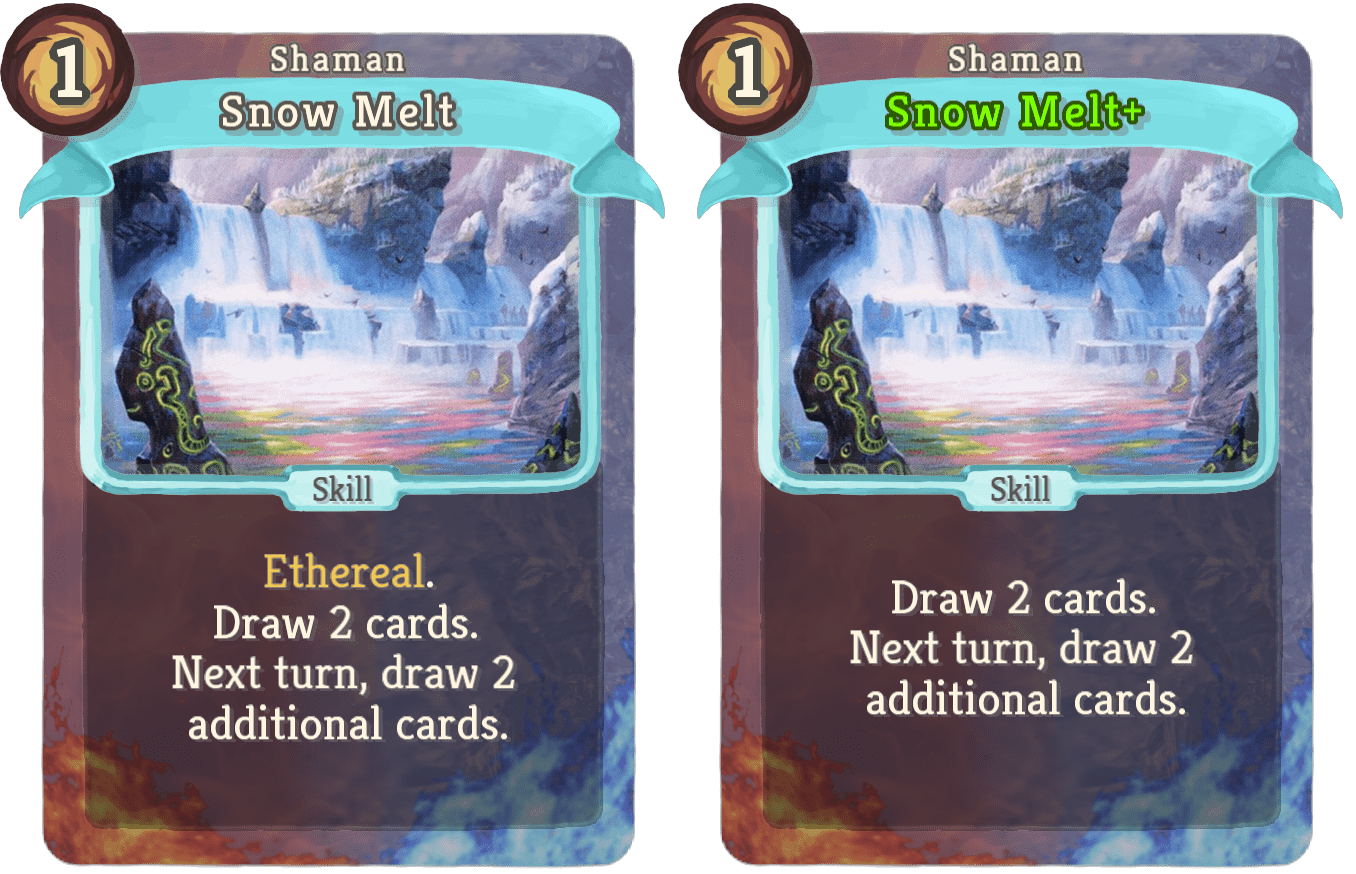 1
Shaman
Snow Melt
Skill
Ethereal.
Draw 2 cards.
Next turn, draw 2
additional cards.
1
Shaman
Snow Melt+
Skill
Draw 2 cards.
Next turn, draw 2
additional cards.